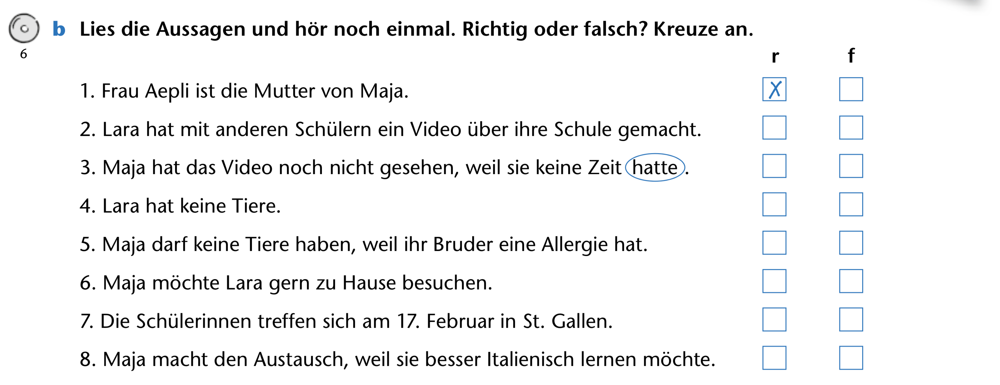 b Lies die Aussagen und hör noch einmal. Richtig oder falsch? Kreuze an.
6
r f
1. Frau Aepli ist die Mutter von Maja. X
2. Lara hat mit anderen Schülern ein Video über ihre Schule gemacht.
3. Maja hat das Video noch nicht gesehen, weil sie keine Zeit hatte.
4. Lara hat keine Tiere.
5. Maja darf keine Tiere haben, weil ihr Bruder eine Allergie hat.
6. Maja möchte Lara gern zu Hause besuchen.
7. Die Schülerinnen treffen sich am 17. Februar in St. Gallen.
8. Maja macht den Austausch, weil sie besser Italienisch lernen möchte.